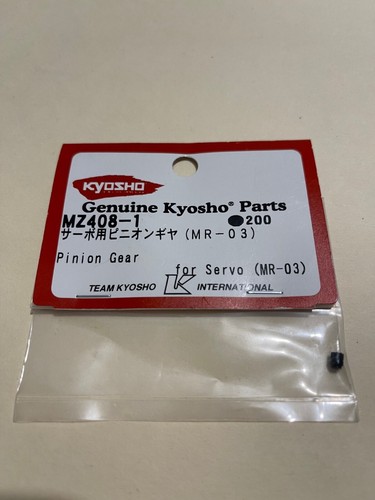 KYOSHO
Genuine Kyosho® Parts
MZ408-1 ●200
サーボ用ピニオンギヤ（MR-03）
Pinion Gear
for Servo (MR-03)
TEAM KYOSHO K INTERNATIONAL